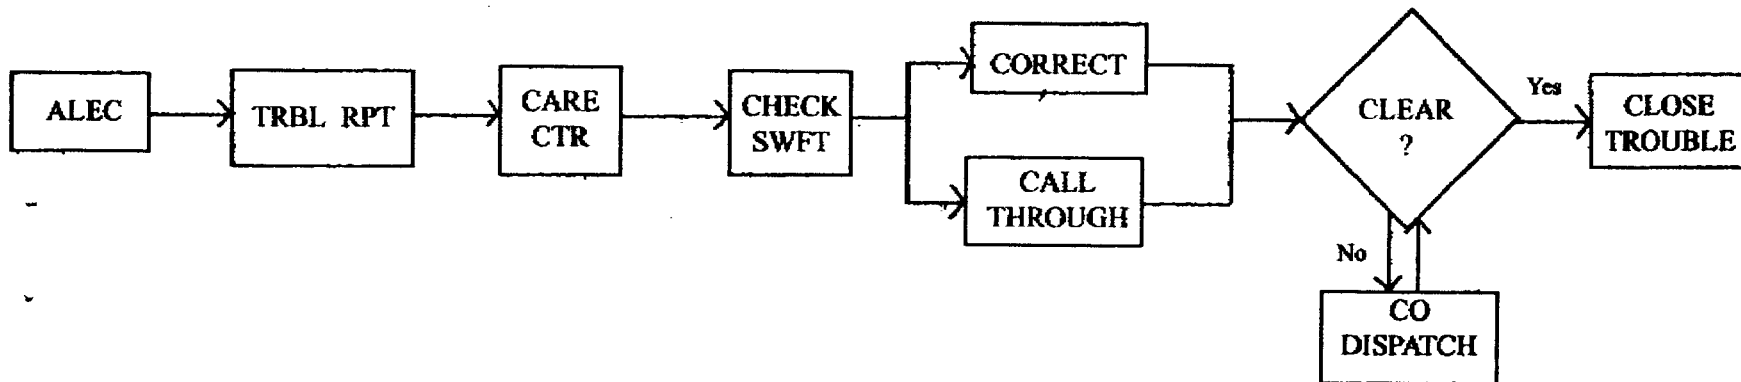 ALEC
TRBL RPT
CARE
CTR
CHECK
SWFT
CORRECT
CALL
THROUGH
CLEAR
?
Yes
CLOSE
TROUBLE
No
CO
DISPATCH